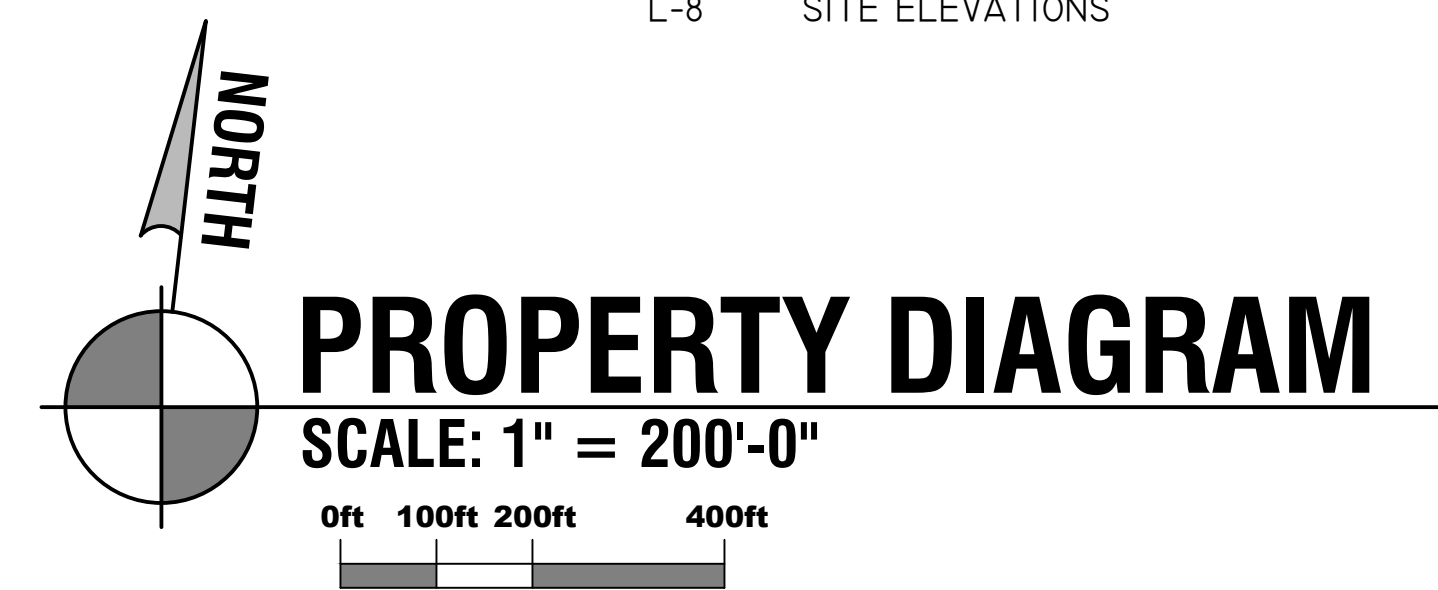 L-8 SITE ELEVATIONS
NORTH
PROPERTY DIAGRAM
SCALE: 1" = 200'-0"
0ft 100ft 200ft 400ft